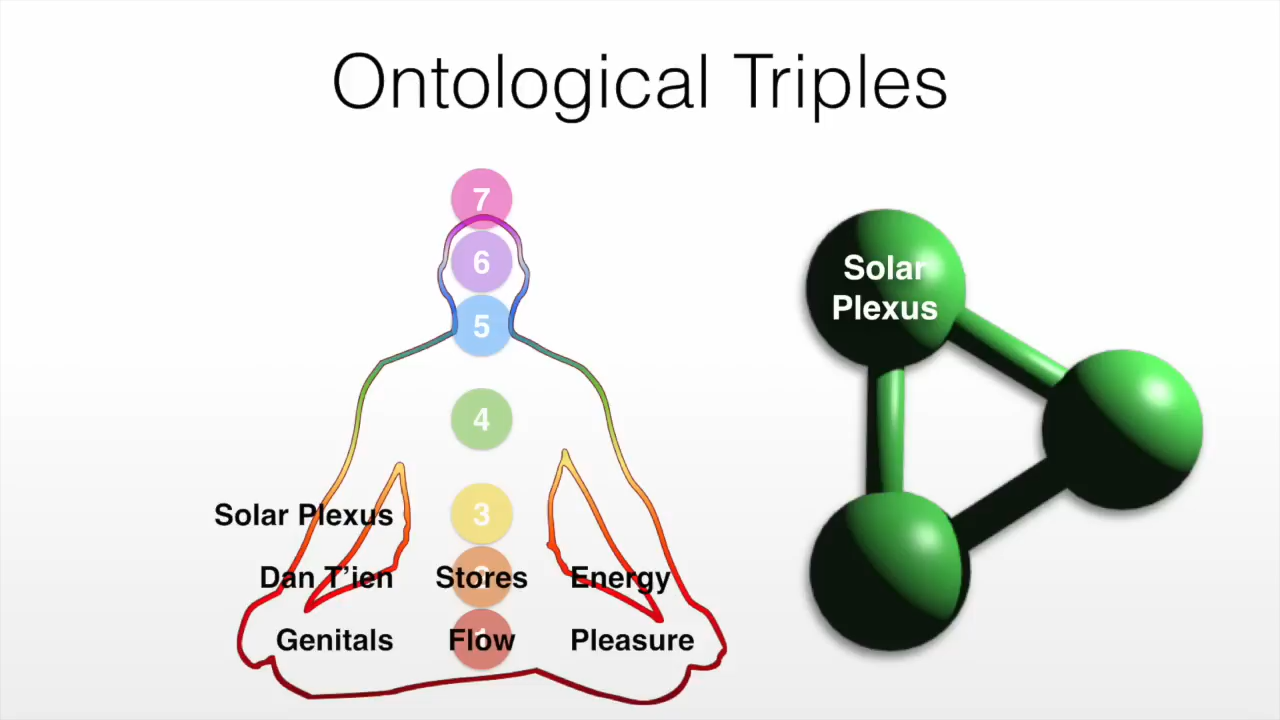 Ontological Triples
7
6
5
4
Solar Plexus 3
Dan T'ien Stores Energy
Genitals Flow Pleasure
Solar
Plexus